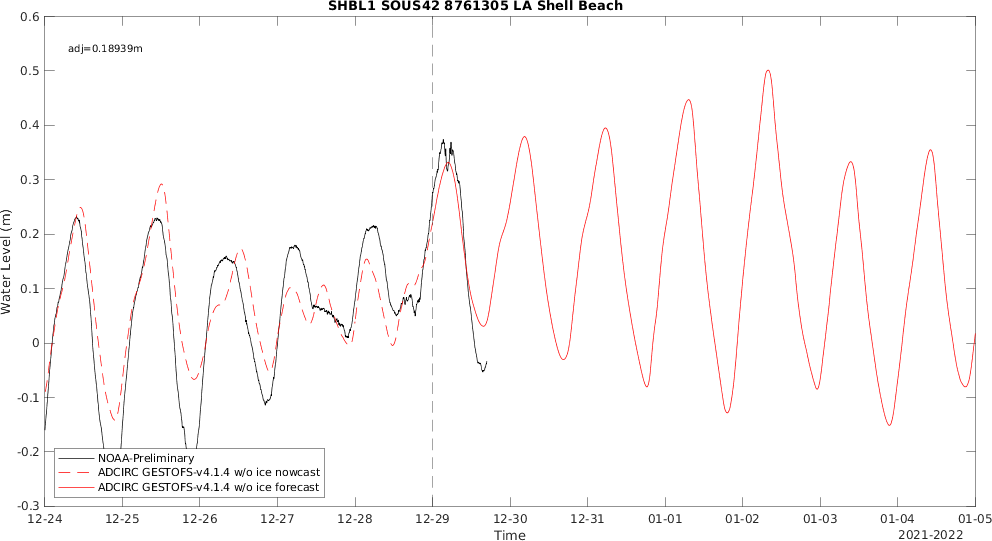 SHBL1 SOUS42 8761305 LA Shell Beach
adj=0.18939m
Water Level (m)
0.6
0.5
0.4
0.3
0.2
0.1
0
-0.1
-0.2
-0.3
NOAA-Preliminary
ADCIRC GESTOFS-v4.1.4 w/o ice nowcast
ADCIRC GESTOFS-v4.1.4 w/o ice forecast
12-24 12-25 12-26 12-27 12-28 12-29 12-30 12-31 01-01 01-02 01-03 01-04 01-05
Time
2021-2022